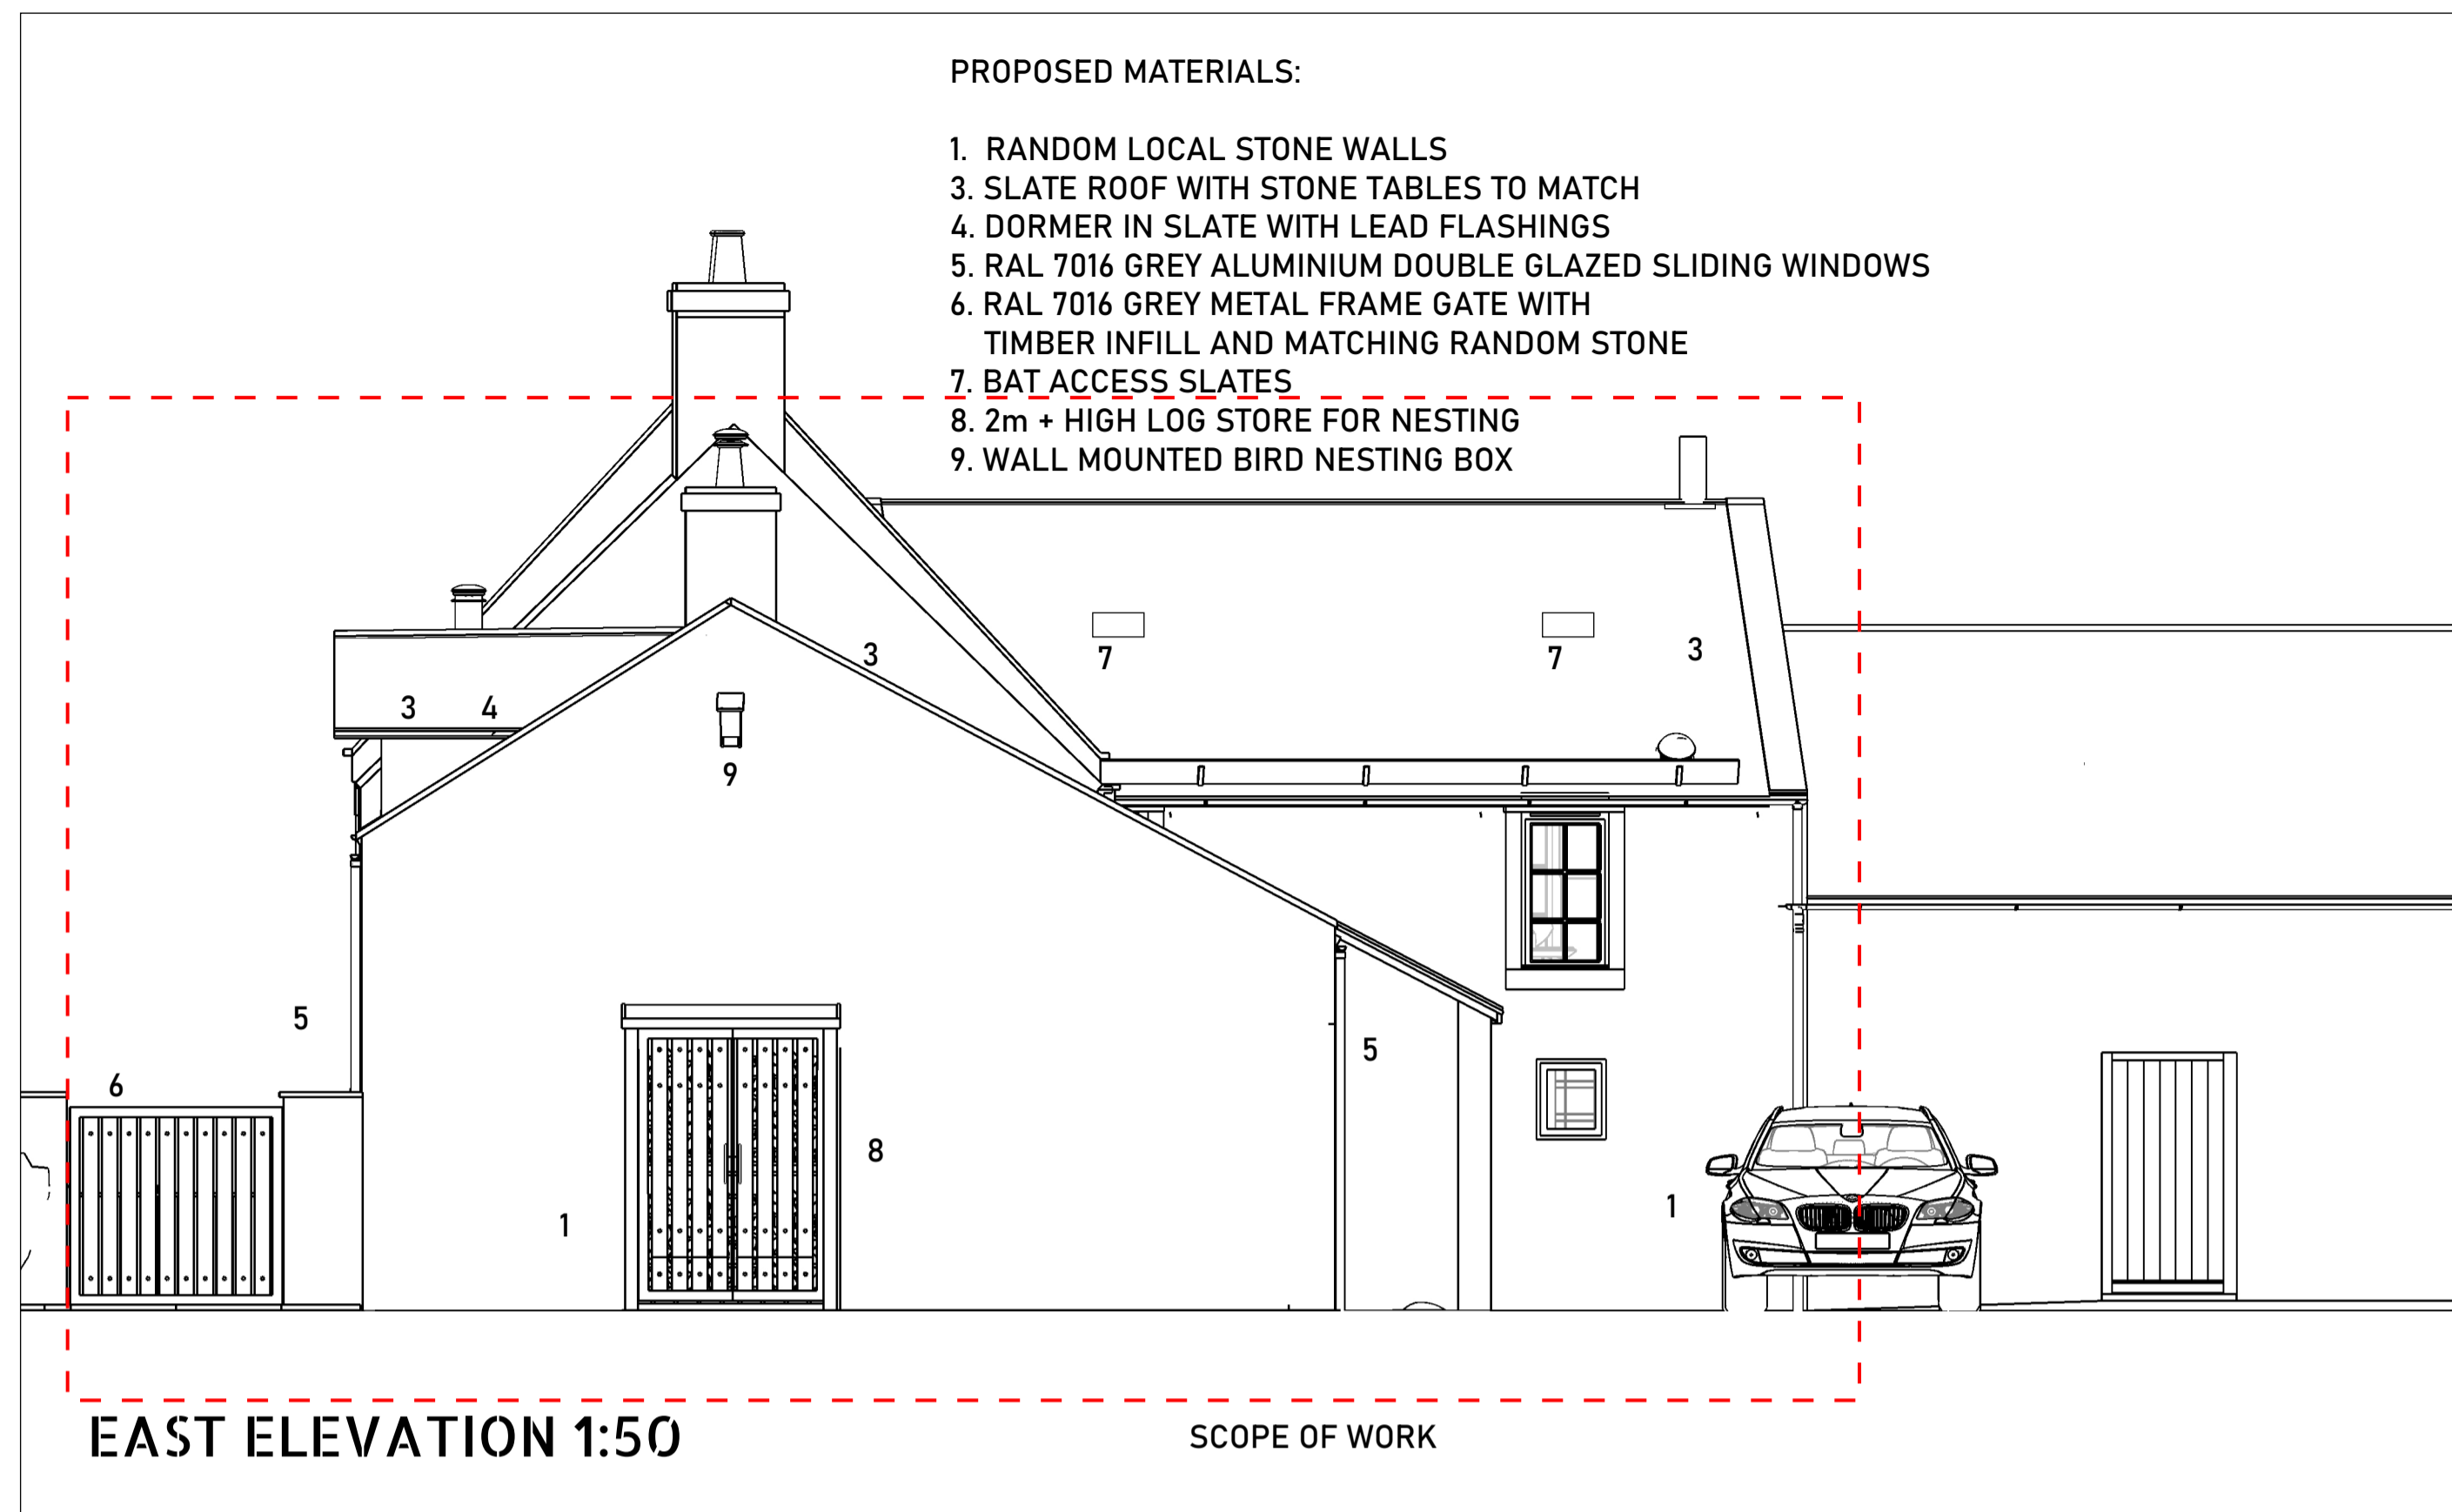 PROPOSED MATERIALS:
1. RANDOM LOCAL STONE WALLS
3. SLATE ROOF WITH STONE TABLES TO MATCH
4. DORMER IN SLATE WITH LEAD FLASHINGS
5. RAL 7016 GREY ALUMINIUM DOUBLE GLAZED SLIDING WINDOWS
6. RAL 7016 GREY METAL FRAME GATE WITH
TIMBER INFILL AND MATCHING RANDOM STONE
7. BAT ACCESS SLATES
8. 2m + HIGH LOG STORE FOR NESTING
9. WALL MOUNTED BIRD NESTING BOX
3
7
7
3
3
4
9
5
5
6
8
1
1
EAST ELEVATION 1:50
SCOPE OF WORK